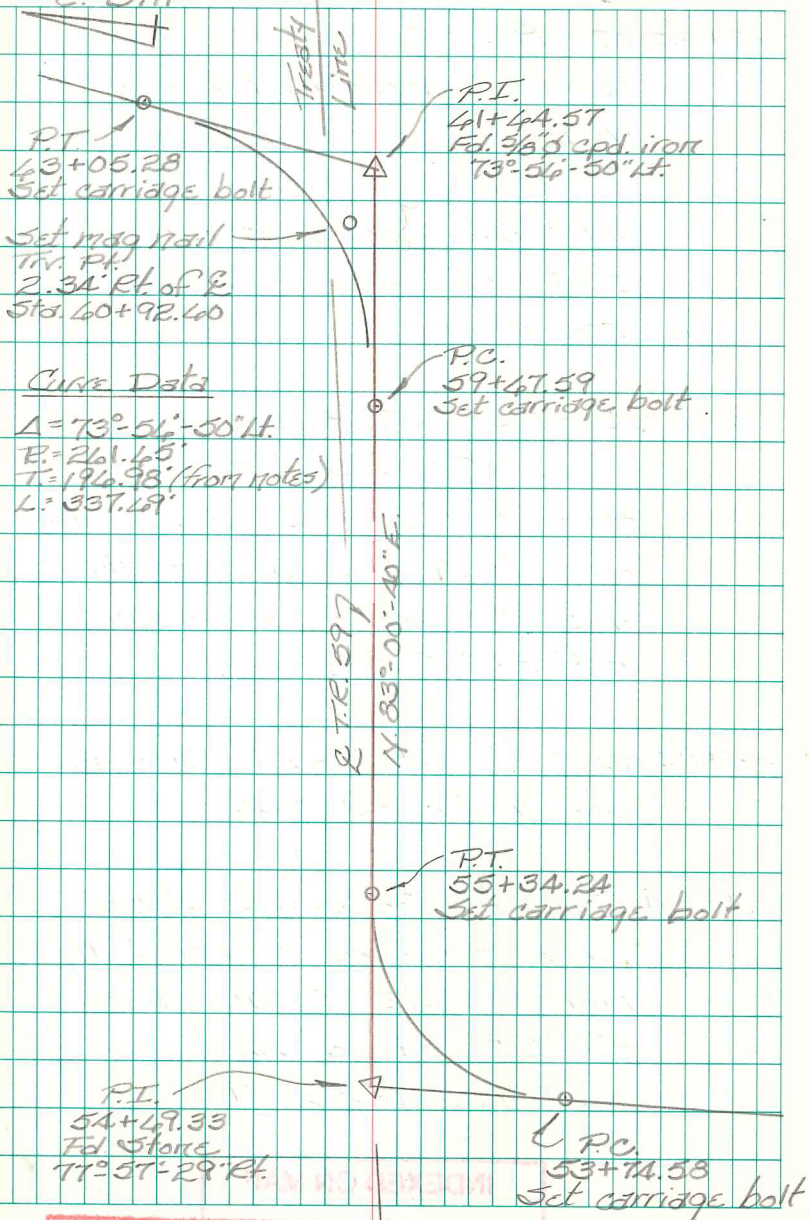 Treaty
Line
P.I.
61+64.57
Fd. 5/8"ø cpd. iron
73°-56'-50" Lt.
P.T.
63+05.28
Set carriage bolt
Set mag nail
Trv. Pt.
2.34' Rt. of ℄
Sta. 60+92.60
P.C.
59+67.59
Set carriage bolt
Curve Data
Δ = 73°-56'-50" Lt.
R. = 261.65'
T. = 196.98' (from notes)
L. = 337.69'
℄ T.R. 597
N. 83°-00'-40" E.
P.T.
55+34.24
Set carriage bolt
P.I.
54+69.33
Fd Stone
77°-57'-29" Rt.
P.C.
53+74.58
Set carriage bolt